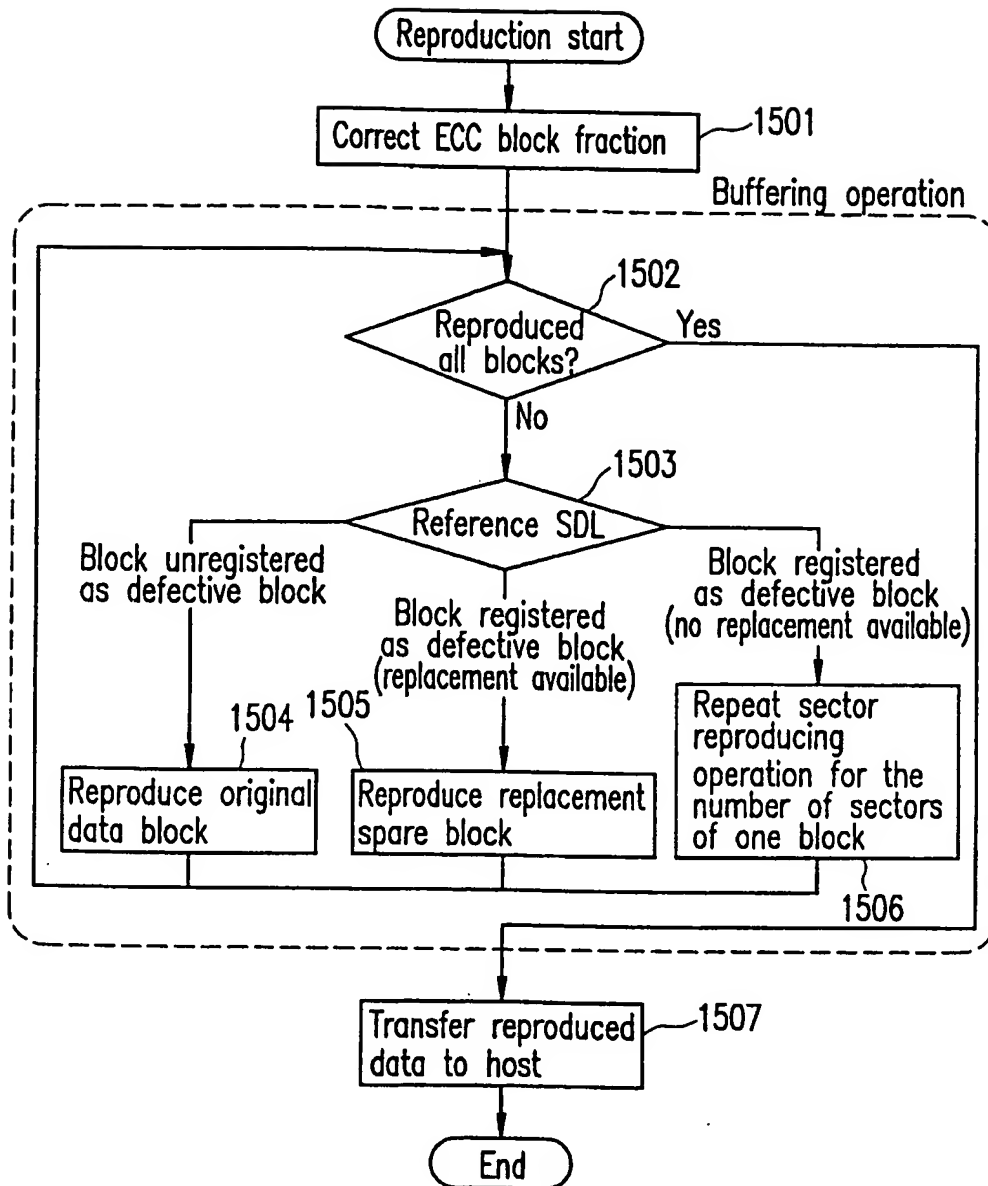 Reproduction start
Correct ECC block fraction
1501
Buffering operation
1502
Reproduced
all blocks?
Yes
No
1503
Reference SDL
Block unregistered
as defective block
Block registered
as defective block
(replacement available)
Block registered
as defective block
(no replacement available)
1504
Reproduce original
data block
1505
Reproduce replacement
spare block
Repeat sector
reproducing
operation for the
number of sectors
of one block
1506
Transfer reproduced
data to host
1507
End